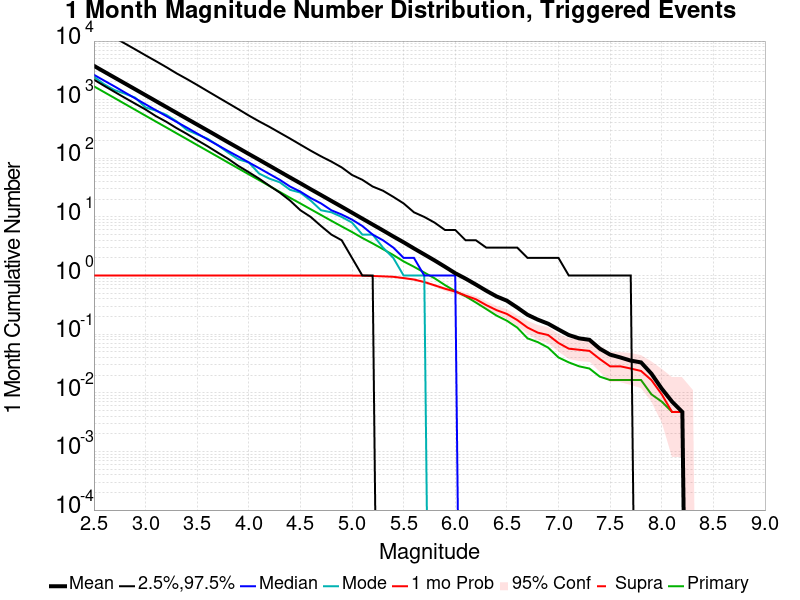 1 Month Magnitude Number Distribution, Triggered Events
10^4
10^3
10^2
10^1
10^0
10^-1
10^-2
10^-3
10^-4
1 Month Cumulative Number
2.5 3.0 3.5 4.0 4.5 5.0 5.5 6.0 6.5 7.0 7.5 8.0 8.5 9.0
Magnitude
Mean 2.5%,97.5% Median Mode 1 mo Prob 95% Conf Supra Primary